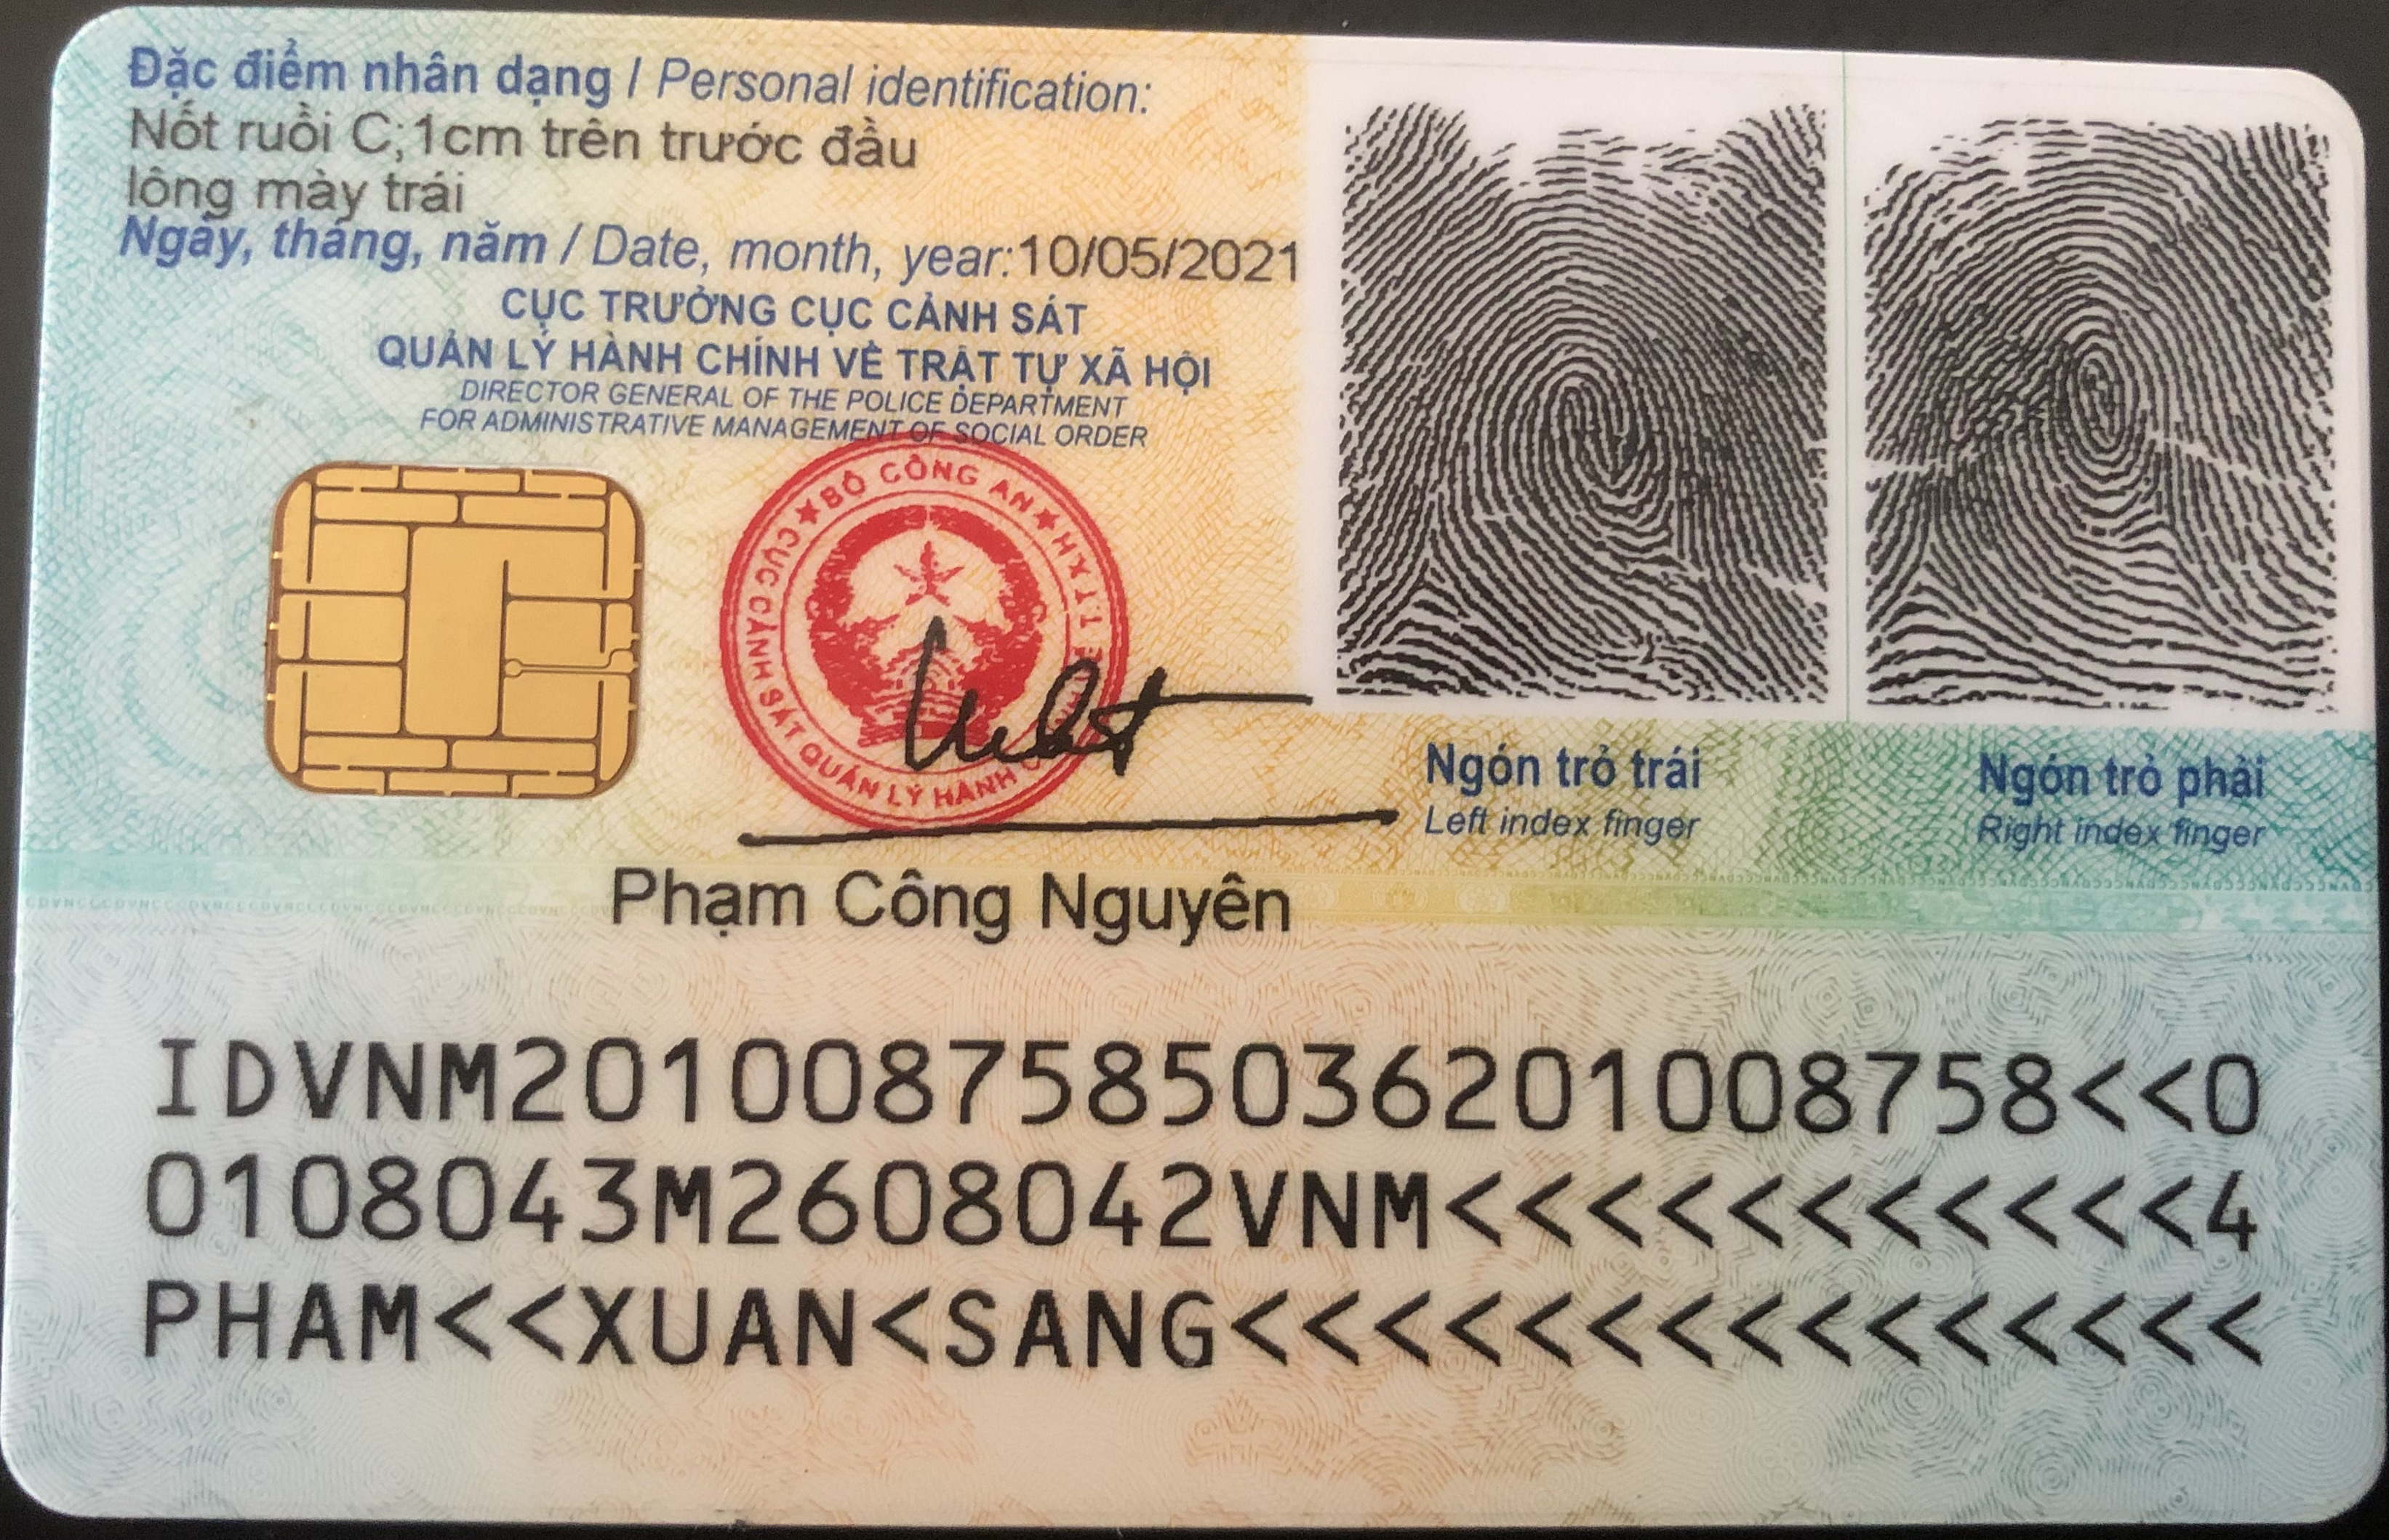 Đặc điểm nhân dạng / Personal identification:
Nốt ruồi C;1cm trên trước đầu
lông mày trái
Ngày, tháng, năm / Date, month, year:10/05/2021
CỤC TRƯỞNG CỤC CẢNH SÁT
QUẢN LÝ HÀNH CHÍNH VỀ TRẬT TỰ XÃ HỘI
DIRECTOR GENERAL OF THE POLICE DEPARTMENT
FOR ADMINISTRATIVE MANAGEMENT OF SOCIAL ORDER
BỘ CÔNG AN
CỤC CẢNH SÁT QUẢN LÝ HÀNH
TTXH
Ngón trỏ trái
Left index finger
Ngón trỏ phải
Right index finger
Phạm Công Nguyên
IDVNM2010087585036201008758<<0
0108043M2608042VNM<<<<<<<<<<<4
PHAM<<XUAN<SANG<<<<<<<<<<<<<<<